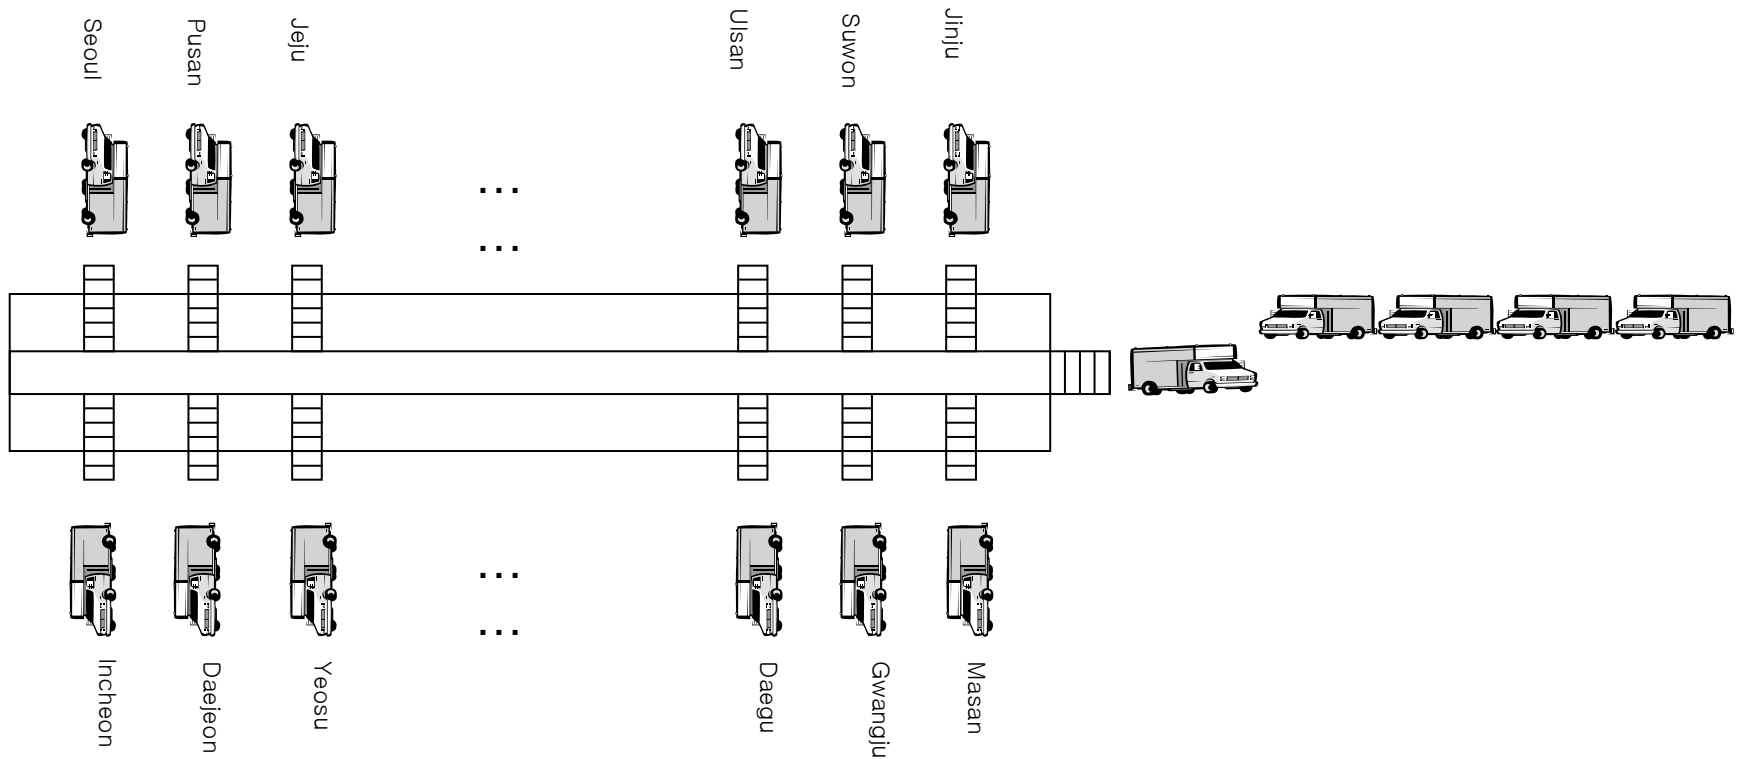 Seoul
Pusan
Jeju
Ulsan
Suwon
Jinju
...
...
...
...
Incheon
Daejeon
Yeosu
Daegu
Gwangju
Masan